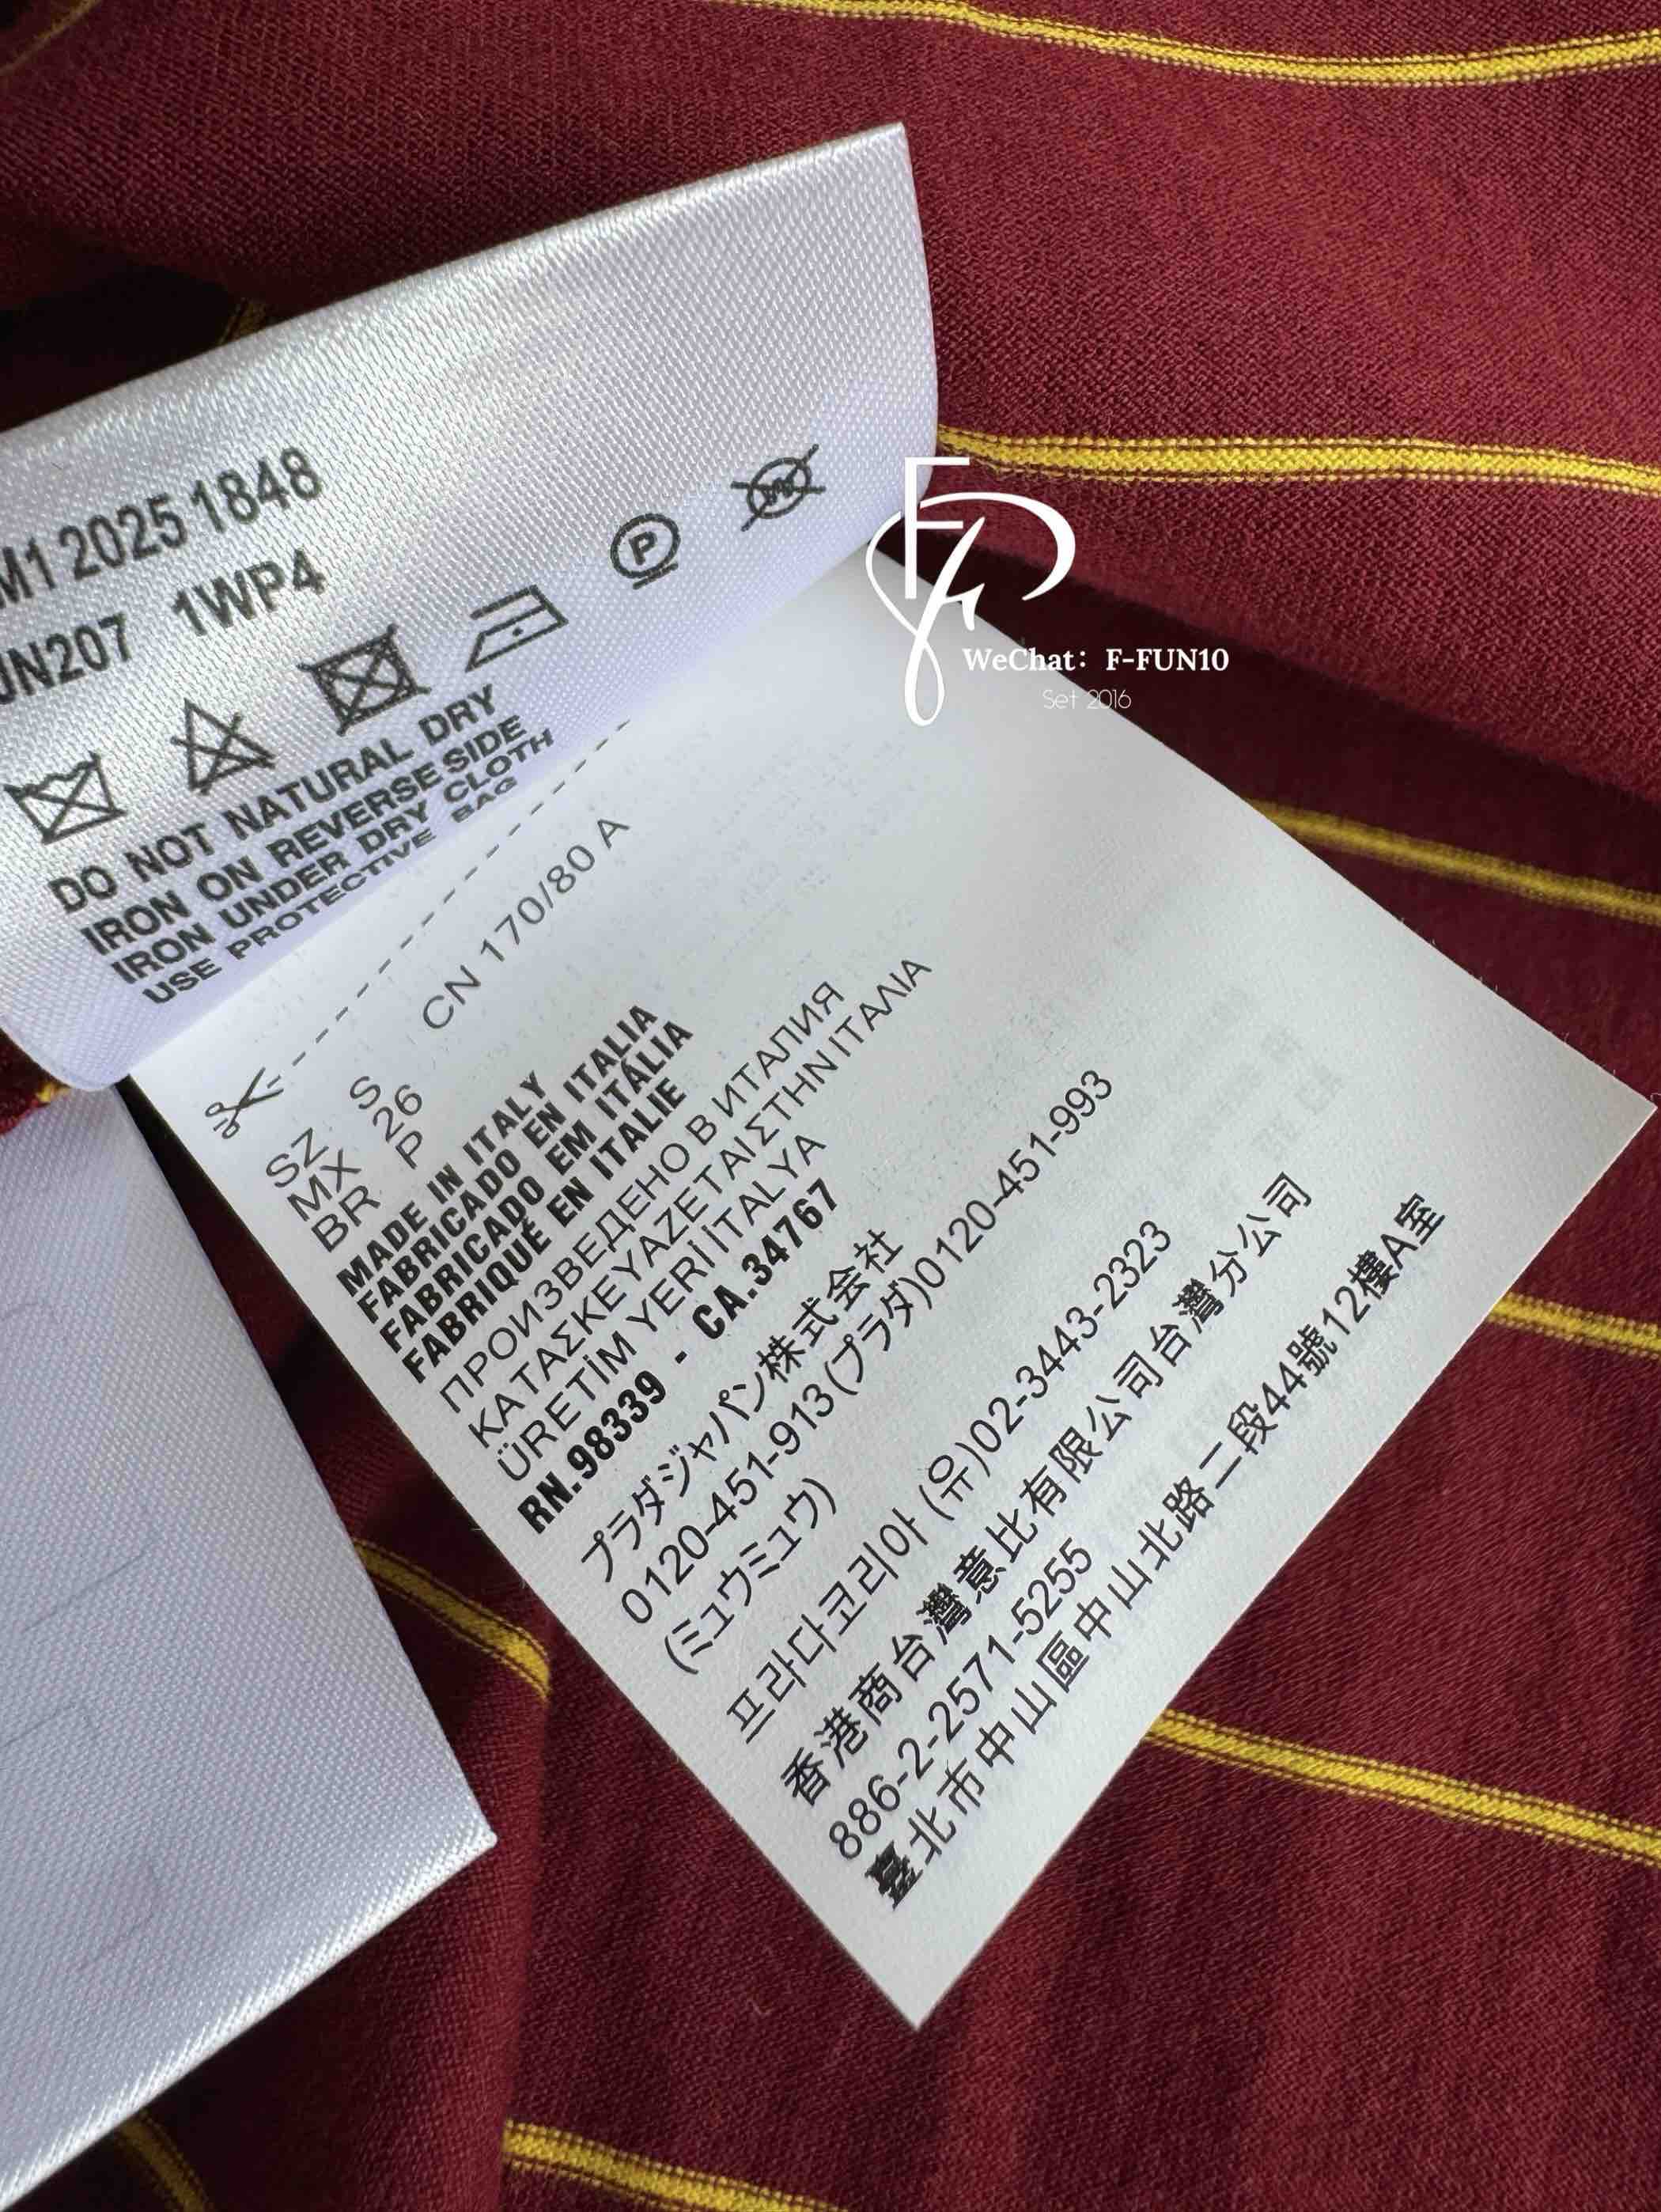 M1 2025 1848
UN207 1WP4
P
DO NOT NATURAL DRY
IRON ON REVERSE SIDE
IRON UNDER DRY CLOTH
USE PROTECTIVE BAG
SZ S CN 170/80 A
MX 26
BR P
MADE IN ITALY
FABRICADO EN ITALIA
FABRICADO EM ITÁLIA
FABRIQUÉ EN ITALIE
ПРОИЗВЕДЕНО В ИТАЛИЯ
ΚΑΤΑΣΚΕΥΑΖΕΤΑΙ ΣΤΗΝ ΙΤΑΛΙΑ
ÜRETİM YERİ İTALYA
RN.98339 - CA.34767
プラダジャパン株式会社
0120-451-913(プラダ)0120-451-993
(ミュウミュウ)
프라다코리아 (유)02-3443-2323
香港商台灣意比有限公司台灣分公司
886-2-2571-5255
臺北市中山區中山北路二段44號12樓A室
WeChat: F-FUN10
Set 2016